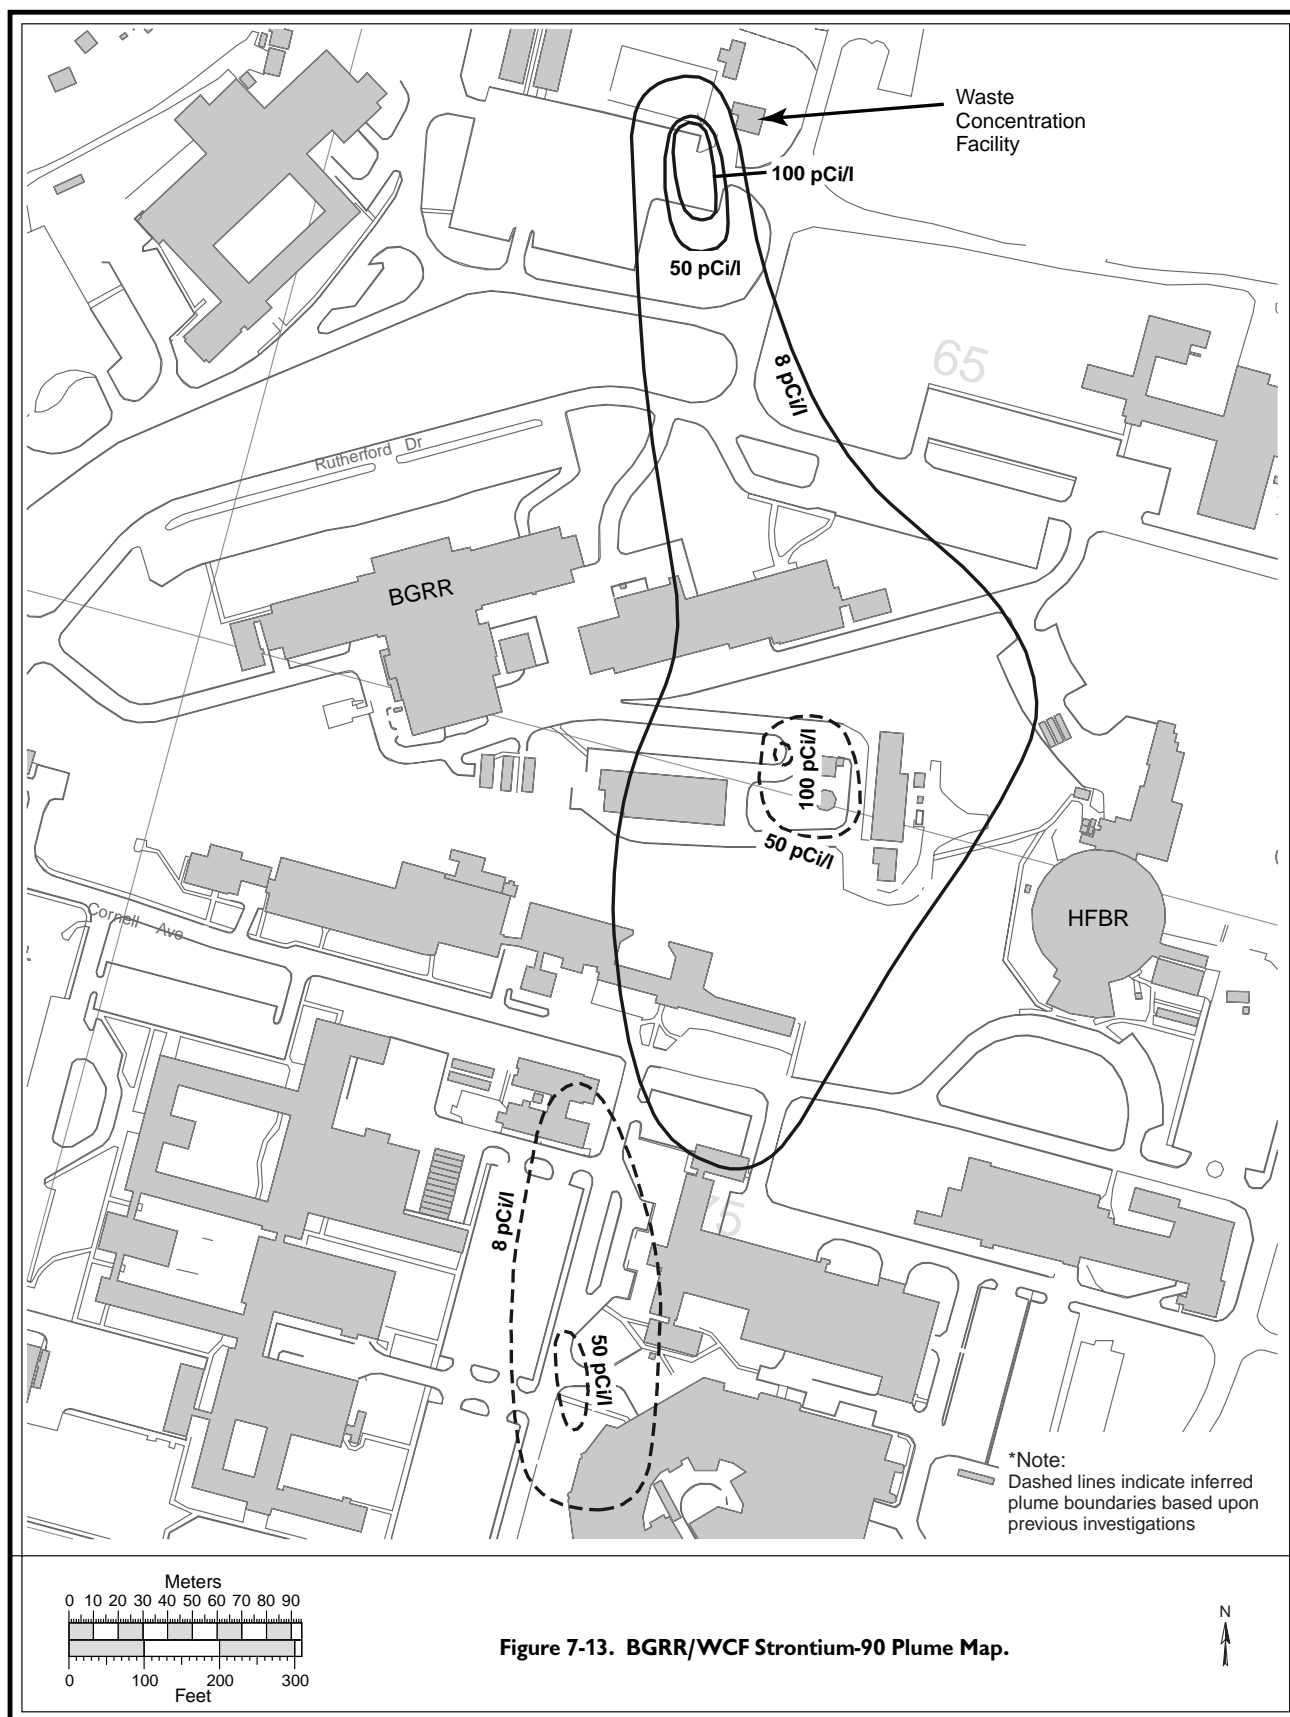 Waste
Concentration
Facility
100 pCi/l
50 pCi/l
8 pCi/l
65
Rutherford Dr
BGRR
100 pCi/l
50 pCi/l
HFBR
Cornell Ave
8 pCi/l
75
50 pCi/l
*Note:
Dashed lines indicate inferred
plume boundaries based upon
previous investigations
Meters
0 10 20 30 40 50 60 70 80 90
0 100 200 300
Feet
Figure 7-13. BGRR/WCF Strontium-90 Plume Map.
N